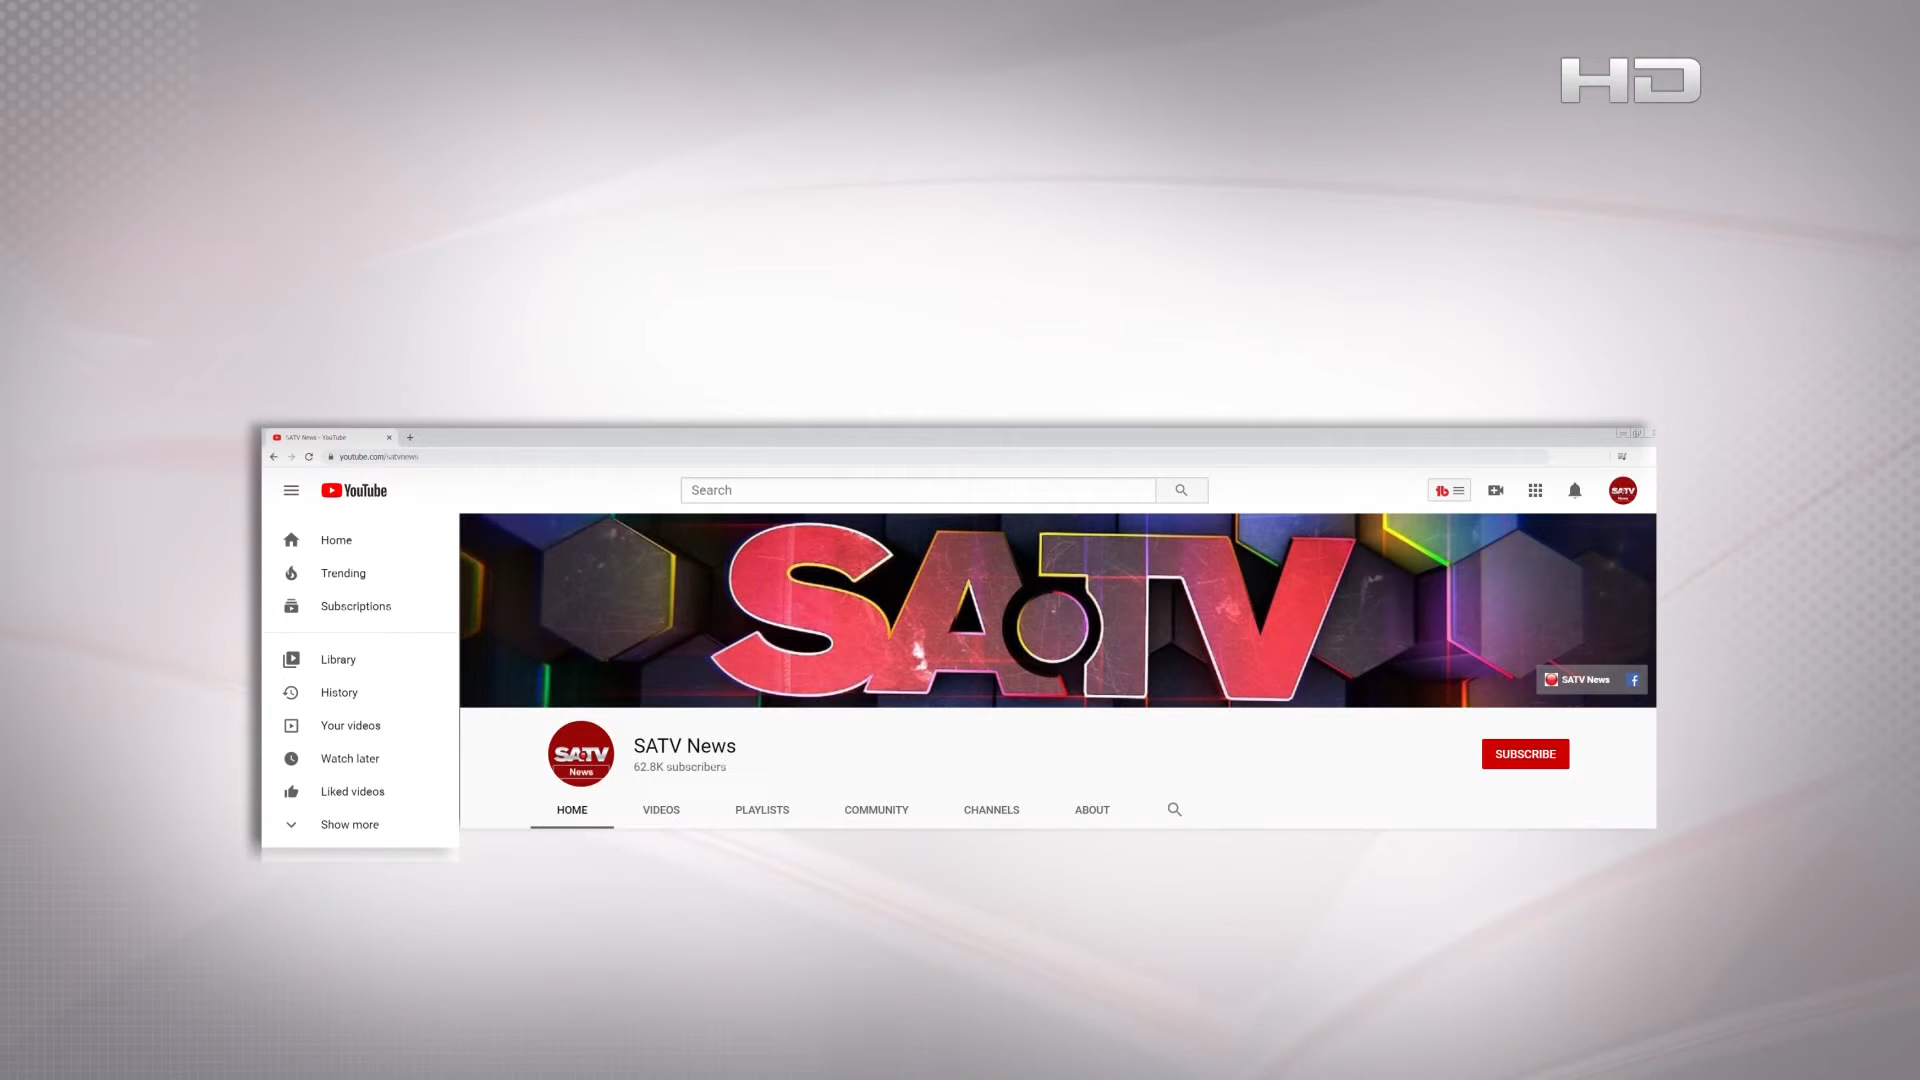 HD
SATV News - YouTube
youtube.com/satvnews
YouTube
Search
SATV
News
Home
Trending
Subscriptions
Library
History
Your videos
Watch later
Liked videos
Show more
SATV
SATV News
SATV
News
SATV News
62.8K subscribers
SUBSCRIBE
HOME VIDEOS PLAYLISTS COMMUNITY CHANNELS ABOUT